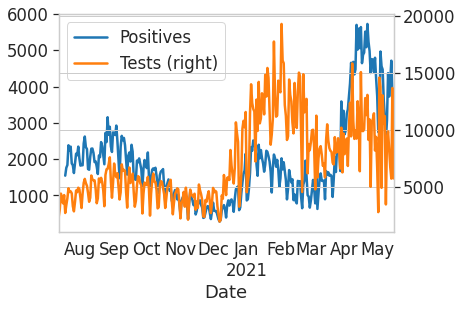 6000
5000
4000
3000
2000
1000
20000
15000
10000
5000
Positives
Tests (right)
Aug Sep Oct Nov Dec Jan Feb Mar Apr May
2021
Date